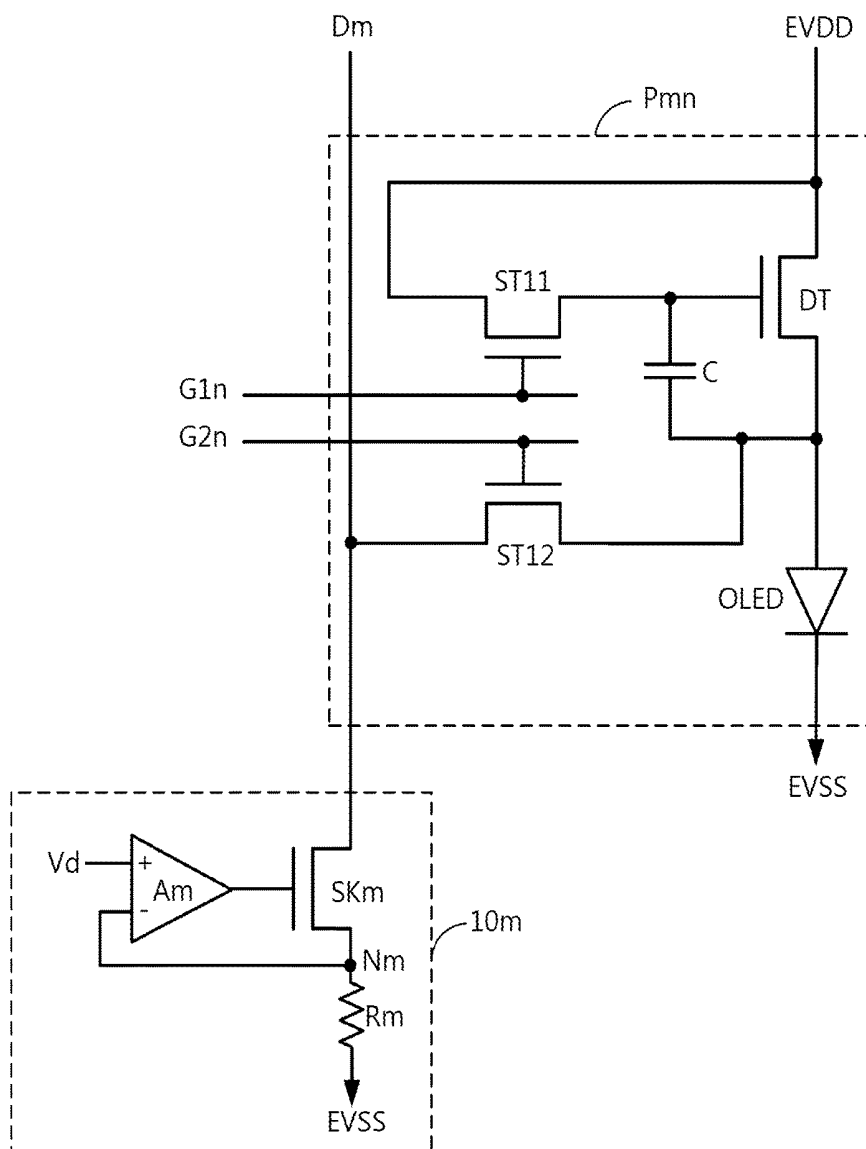 Dm
EVDD
Pmn
ST11
DT
G1n
C
G2n
ST12
OLED
EVSS
Vd
+
Am
-
SKm
10m
Nm
Rm
EVSS